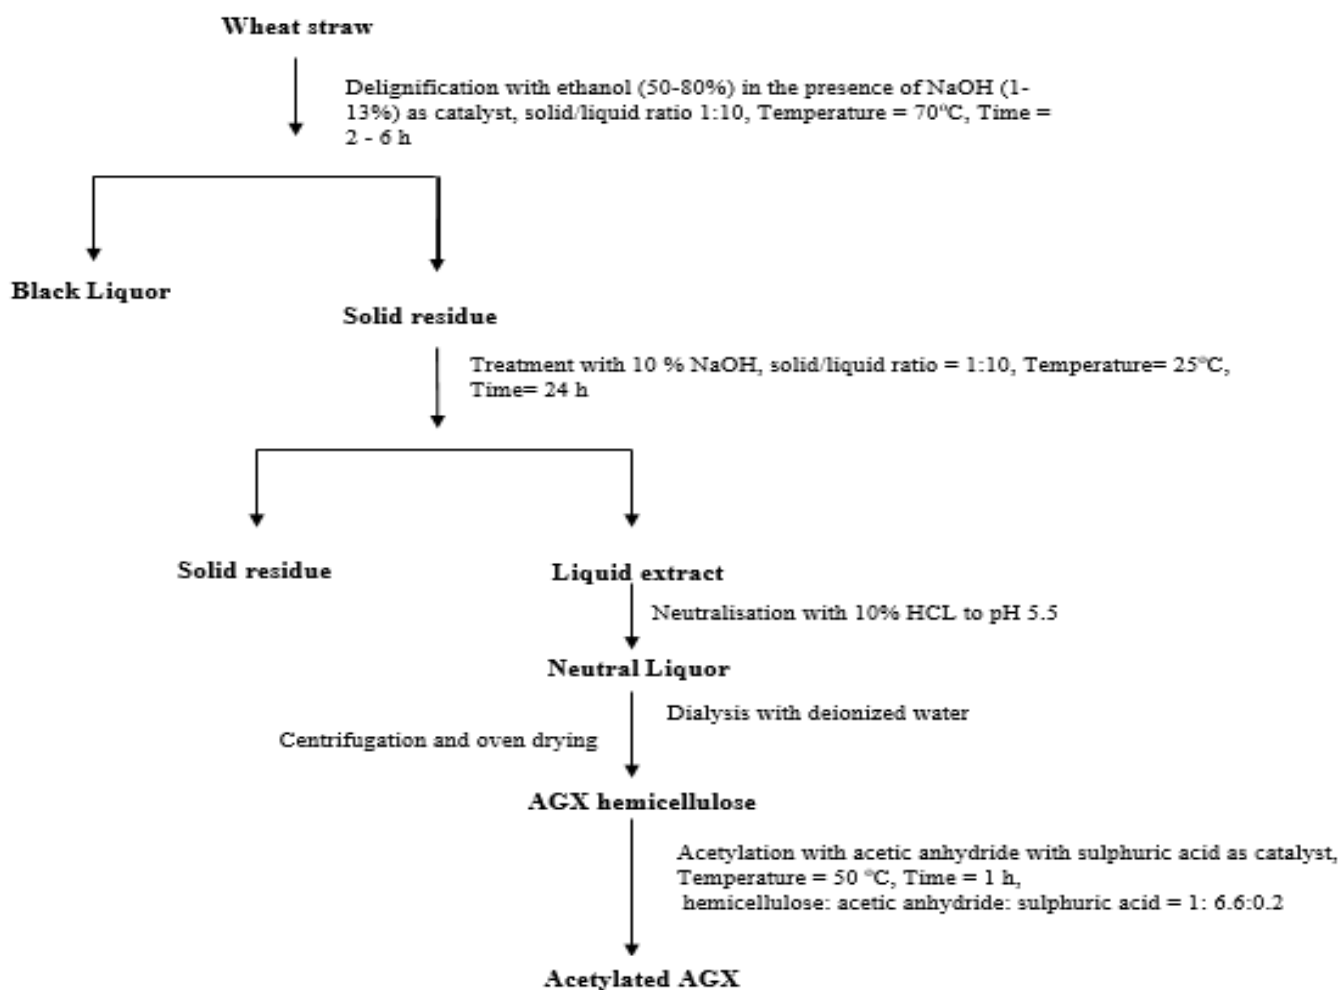 Wheat straw
Delignification with ethanol (50-80%) in the presence of NaOH (1-
13%) as catalyst, solid/liquid ratio 1:10, Temperature = 70ºC, Time =
2 - 6 h
Black Liquor
Solid residue
Treatment with 10 % NaOH, solid/liquid ratio = 1:10, Temperature= 25ºC,
Time= 24 h
Solid residue
Liquid extract
Neutralisation with 10% HCL to pH 5.5
Neutral Liquor
Dialysis with deionized water
Centrifugation and oven drying
AGX hemicellulose
Acetylation with acetic anhydride with sulphuric acid as catalyst,
Temperature = 50 ºC, Time = 1 h,
hemicellulose: acetic anhydride: sulphuric acid = 1: 6.6:0.2
Acetylated AGX